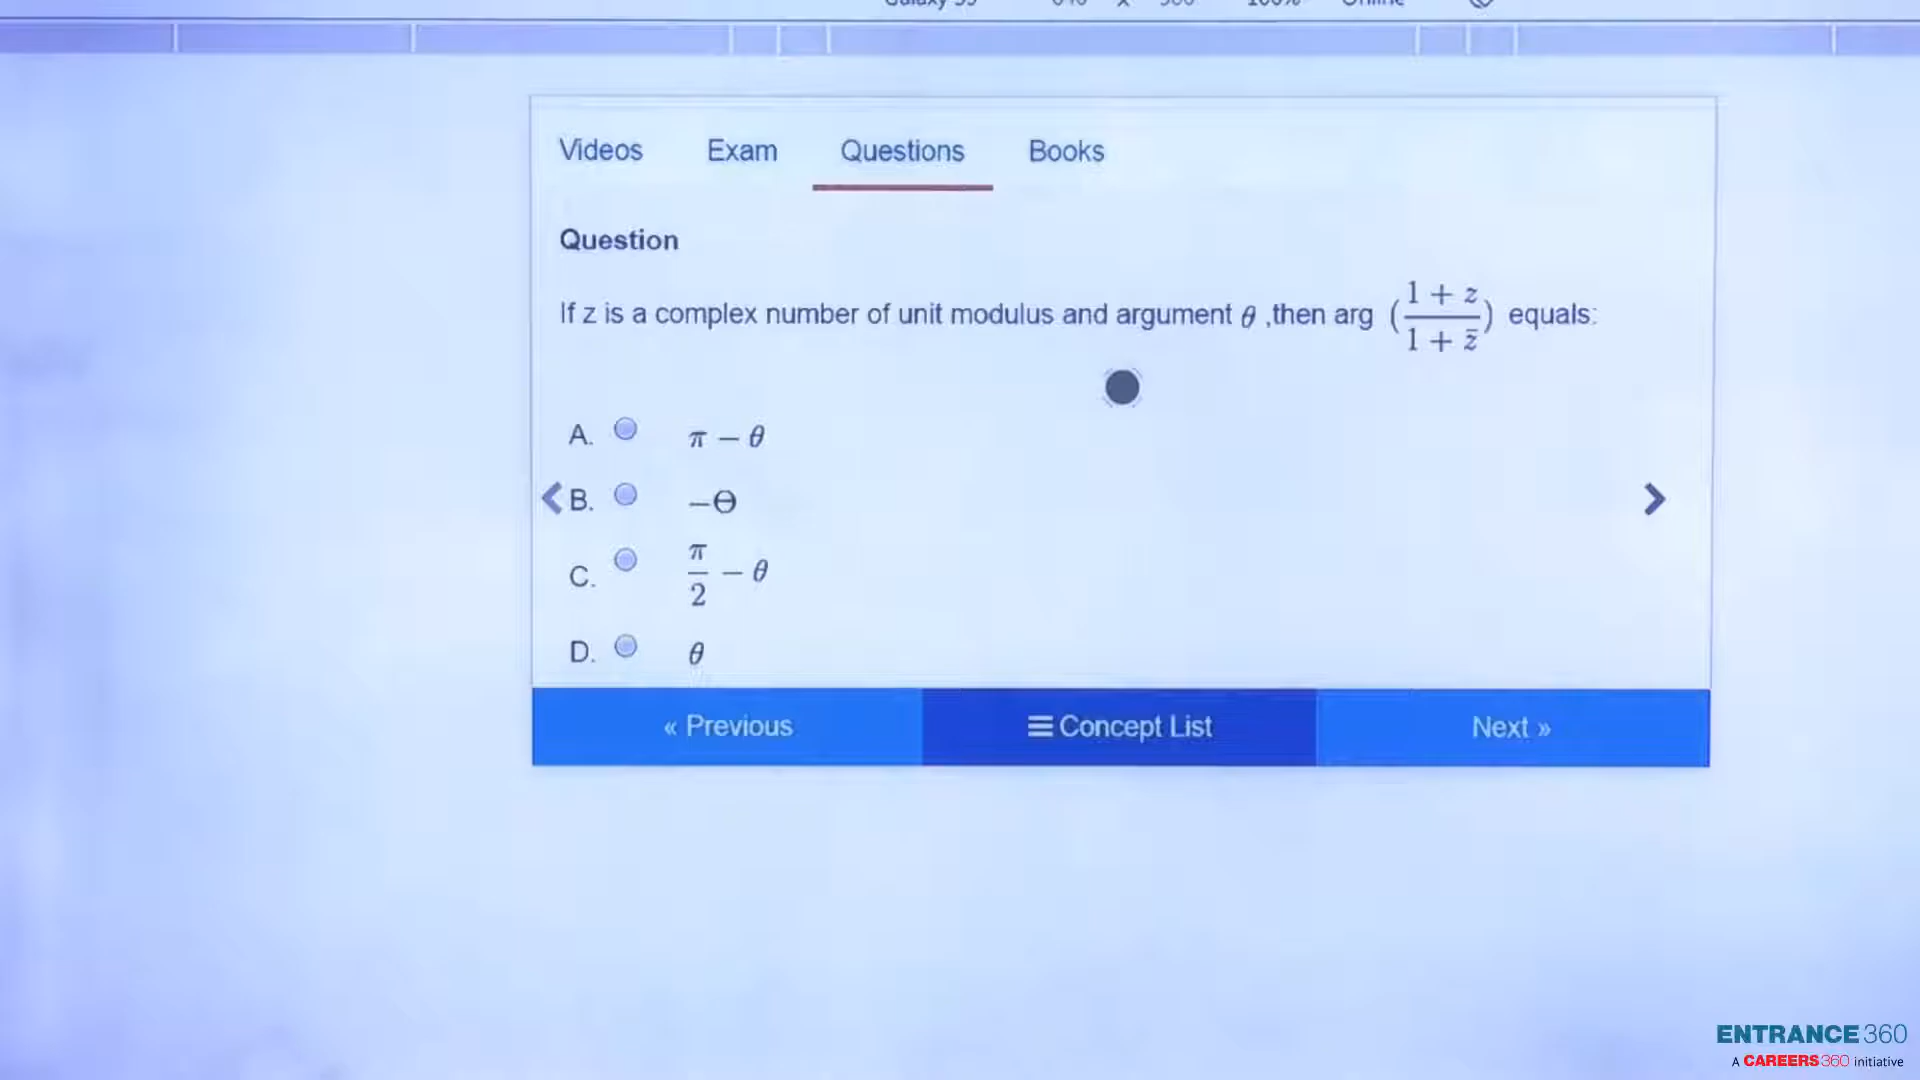 Videos Exam Questions Books
Question
If z is a complex number of unit modulus and argument θ ,then arg (1 + z / 1 + z̄) equals:
A. π − θ
B. −Θ
C. π/2 − θ
D. θ
« Previous Concept List Next »
ENTRANCE360
A CAREERS360 initiative